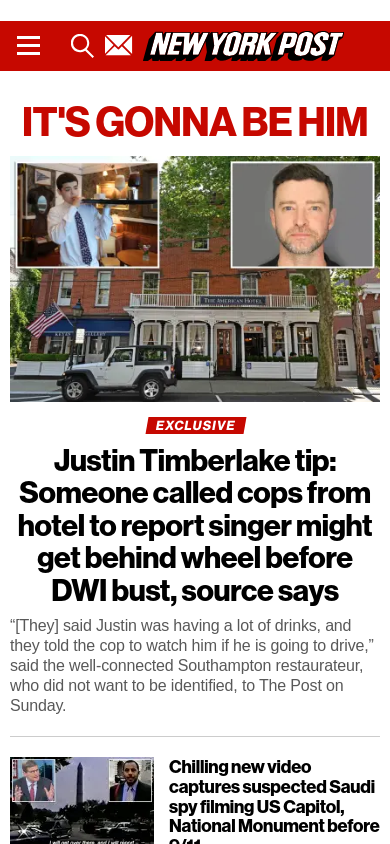 NEW YORK POST
IT'S GONNA BE HIM
THE AMERICAN HOTEL
EXCLUSIVE
Justin Timberlake tip:
Someone called cops from
hotel to report singer might
get behind wheel before
DWI bust, source says
“[They] said Justin was having a lot of drinks, and
they told the cop to watch him if he is going to drive,”
said the well-connected Southampton restaurateur,
who did not want to be identified, to The Post on
Sunday.
Chilling new video
captures suspected Saudi
spy filming US Capitol,
National Monument before
9/11